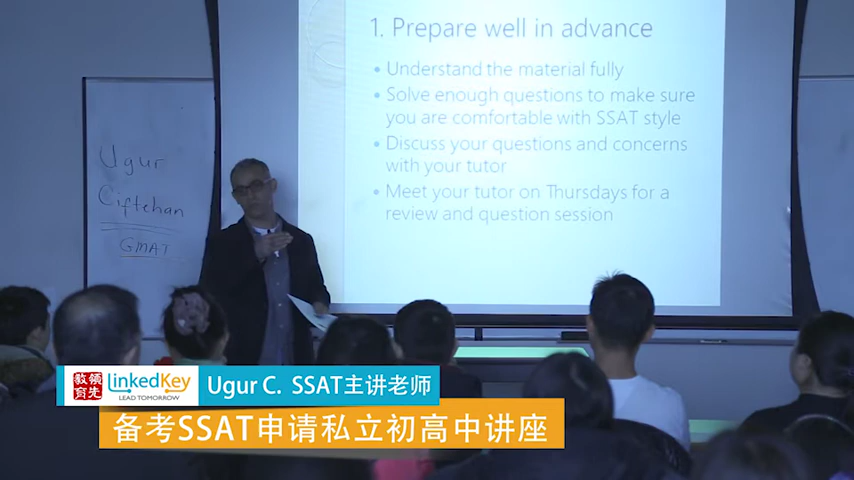 1. Prepare well in advance
• Understand the material fully
• Solve enough questions to make sure
you are comfortable with SSAT style
• Discuss your questions and concerns
with your tutor
• Meet your tutor on Thursdays for a
review and question session
Ugur
Ciftehan
GMAT
領先教育
LinkedKey
LEAD TOMORROW
Ugur C. SSAT主讲老师
备考SSAT申请私立初高中讲座